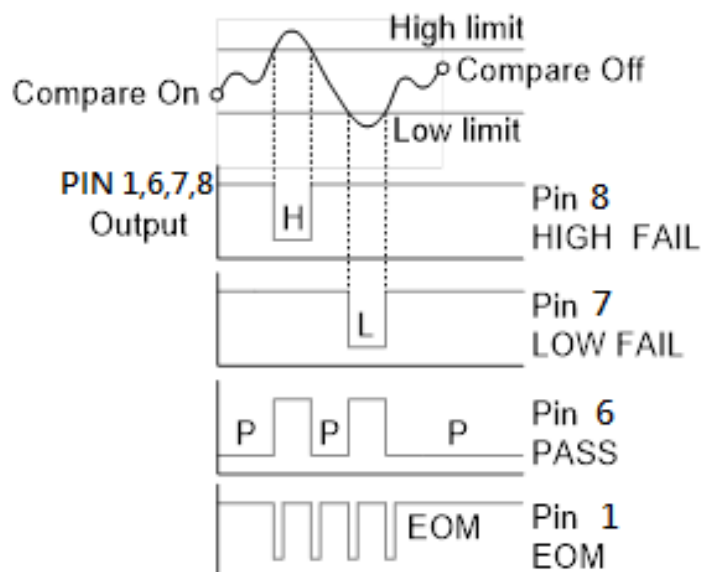 High limit
Compare Off
Compare On
Low limit
PIN 1,6,7,8
Output
H
Pin 8
HIGH FAIL
L
Pin 7
LOW FAIL
P P P
Pin 6
PASS
EOM
Pin 1
EOM